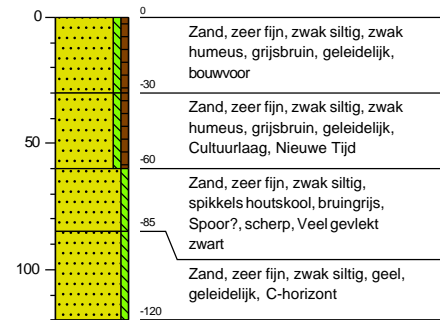 0
0
Zand, zeer fijn, zwak siltig, zwak
humeus, grijsbruin, geleidelijk,
bouwvoor
-30
Zand, zeer fijn, zwak siltig, zwak
humeus, grijsbruin, geleidelijk,
Cultuurlaag, Nieuwe Tijd
50
-60
Zand, zeer fijn, zwak siltig,
spikkels houtskool, bruingrijs,
Spoor?, scherp, Veel gevlekt
zwart
-85
100
Zand, zeer fijn, zwak siltig, geel,
geleidelijk, C-horizont
-120